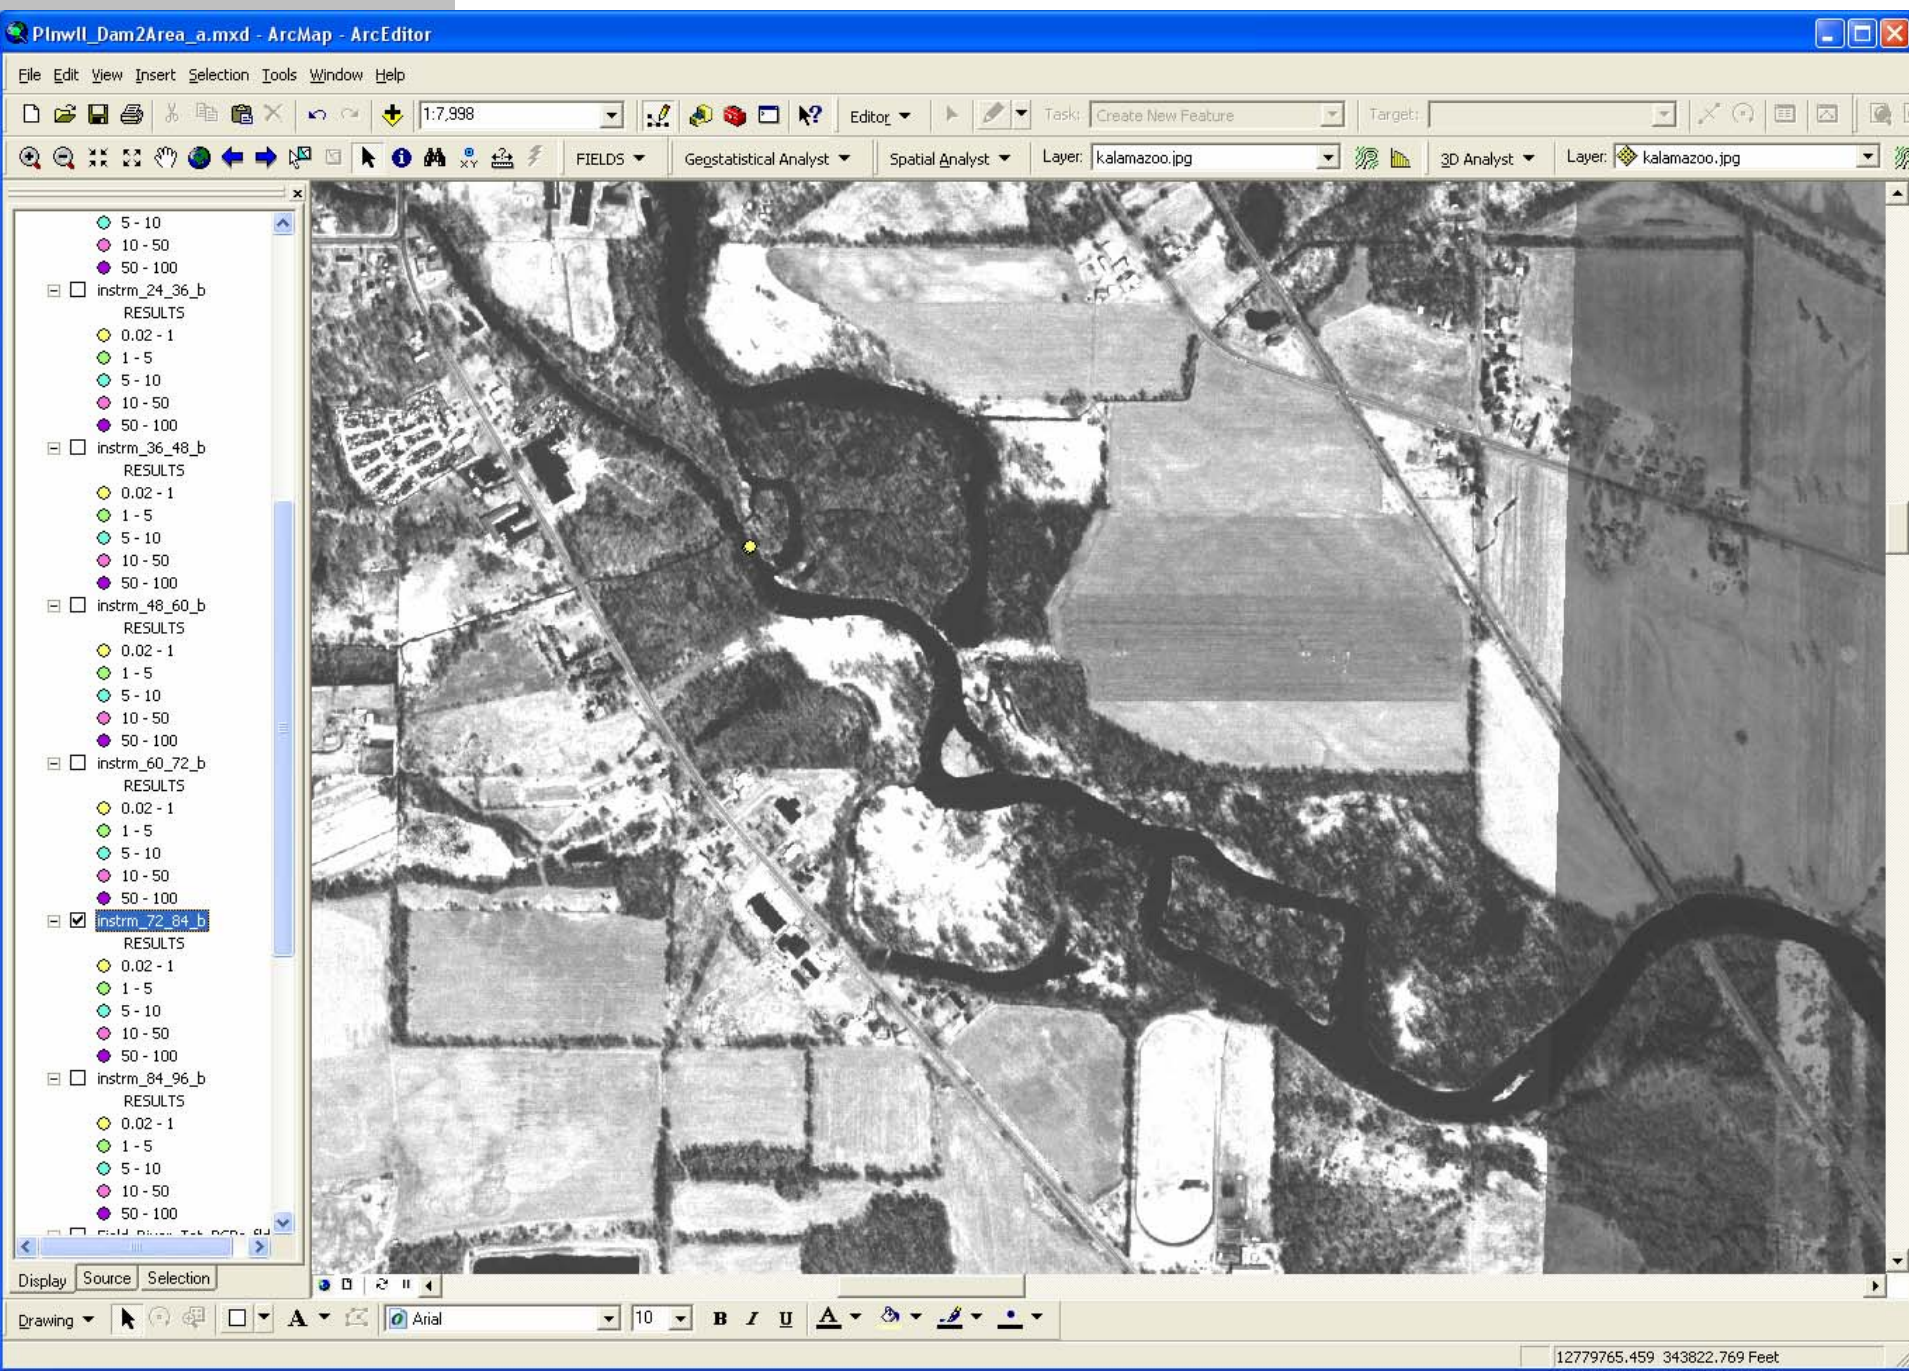 PlnwII_Dam2Area_a.mxd - ArcMap - ArcEditor
File Edit View Insert Selection Tools Window Help
1:7,998 Editor Task: Create New Feature Target:
XY FIELDS Geostatistical Analyst Spatial Analyst Layer: kalamazoo.jpg 3D Analyst Layer: kalamazoo.jpg
5 - 10
10 - 50
50 - 100
instrm_24_36_b
RESULTS
0.02 - 1
1 - 5
5 - 10
10 - 50
50 - 100
instrm_36_48_b
RESULTS
0.02 - 1
1 - 5
5 - 10
10 - 50
50 - 100
instrm_48_60_b
RESULTS
0.02 - 1
1 - 5
5 - 10
10 - 50
50 - 100
instrm_60_72_b
RESULTS
0.02 - 1
1 - 5
5 - 10
10 - 50
50 - 100
instrm_72_84_b
RESULTS
0.02 - 1
1 - 5
5 - 10
10 - 50
50 - 100
instrm_84_96_b
RESULTS
0.02 - 1
1 - 5
5 - 10
10 - 50
50 - 100
Display Source Selection
Drawing A Arial 10 B I U A
12779765.459 343822.769 Feet